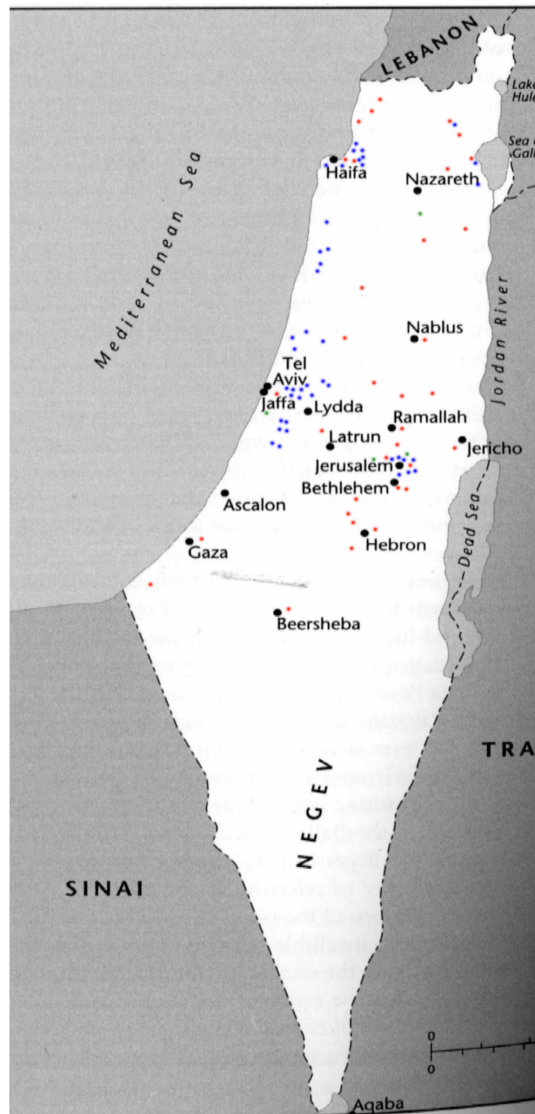 LEBANON
Lake
Hule
Sea
Gali
Haifa
Nazareth
Mediterranean Sea
Jordan River
Nablus
Tel
Aviv
Jaffa
Lydda
Ramallah
Latrun
Jericho
Jerusalem
Bethlehem
Ascalon
Dead Sea
Hebron
Gaza
Beersheba
TRA
NEGEV
SINAI
0
0
Aqaba